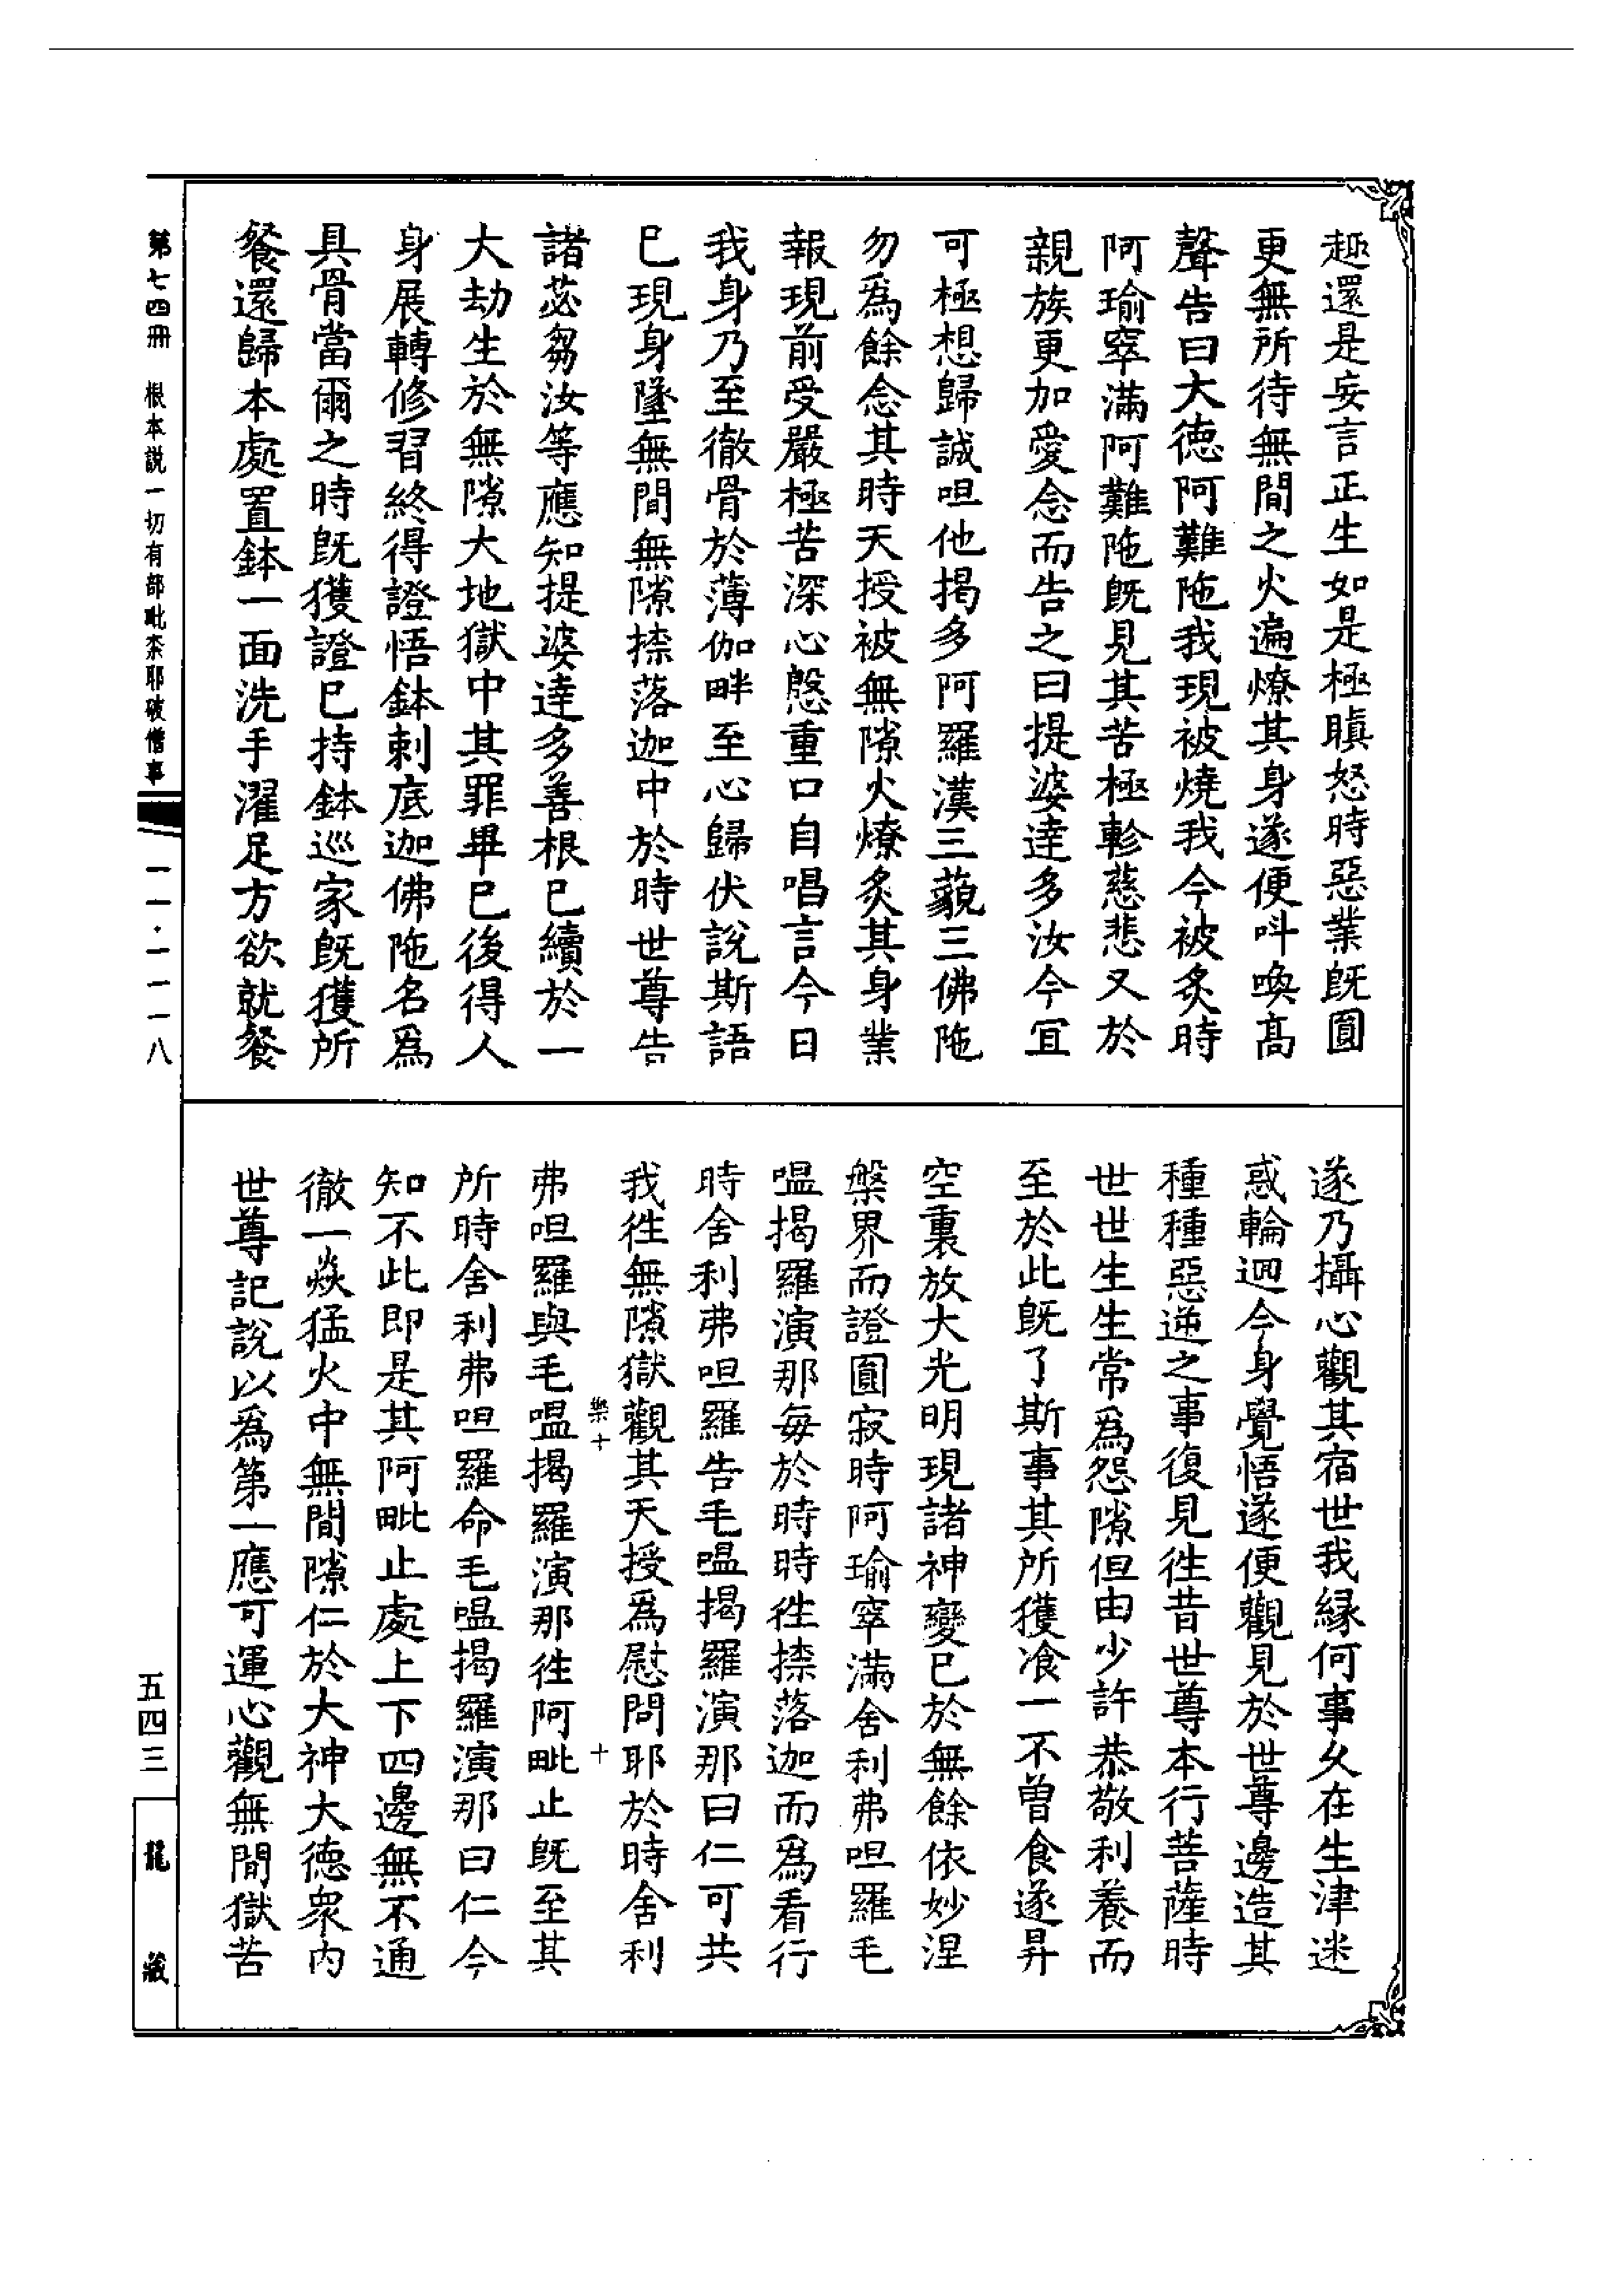 趣還是妄言正生如是極瞋怒時惡業旣圓
更無所待無間之火遍燎其身遂便呌喚髙
聲告曰大德阿難陁我現被燒我今被炙時
阿瑜窣滿阿難陁旣見其苦極軫慈悲又於
親族更加愛念而告之曰提婆達多汝今宜
可極想歸誠呾他揭多阿羅漢三藐三佛陁
勿爲餘念其時天授被無隙火燎炙其身業
報現前受嚴極苦深心慇重口自唱言今日
我身乃至徹骨於薄伽畔至心歸伏說斯語
已現身墬無間無隙捺落迦中於時世尊告
諸苾芻汝等應知提婆達多善根已續於一
大劫生於無隙大地獄中其罪畢已後得人
身展轉修習終得證悟鉢剌底迦佛陁名爲
具骨當爾之時旣獲證已持鉢巡家旣獲所
餐還歸本處置鉢一面洗手濯足方欲就餐
遂乃攝心觀其宿世我緣何事乆在生津迷
惑輪迴今身覺悟遂便觀見於世尊邊造其
種種惡逆之事復見徃昔世尊本行菩薩時
世世生生常爲怨隙但由少許恭敬利養而
至於此旣了斯事其所獲飡一不曽食遂昇
空裏放大光明現諸神變已於無餘依妙涅
槃界而證圓寂時阿瑜窣滿舍利弗呾羅毛
嗢揭羅演那每於時時徃捺落迦而爲看行
時舍利弗呾羅告毛嗢揭羅演那曰仁可共
我徃無隙獄觀其天授爲慰問耶於時舍利
樂十　十
弗呾羅與毛嗢揭羅演那徃阿毗止旣至其
所時舍利弗呾羅命毛嗢揭羅演那曰仁今
知不此即是其阿毗止處上下四邊無不通
徹一焱猛火中無間隙仁於大神大德衆內
世尊記說以爲第一應可運心觀無間獄苦
第七四冊　根本説一切有部毗柰耶破僧事　一一·一一一八
五四三
龍藏